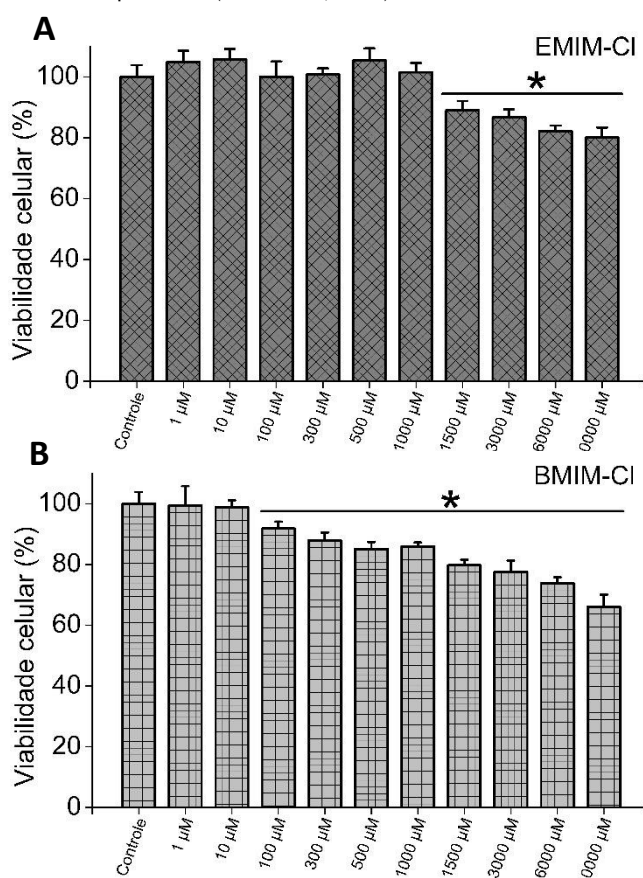 A
EMIM-Cl
*
Viabilidade celular (%)
100
80
60
40
20
0
Controle
1 µM
10 µM
100 µM
300 µM
500 µM
1000 µM
1500 µM
3000 µM
6000 µM
0000 µM
B
BMIM-Cl
*
Viabilidade celular (%)
100
80
60
40
20
0
Controle
1 µM
10 µM
100 µM
300 µM
500 µM
1000 µM
1500 µM
3000 µM
6000 µM
0000 µM